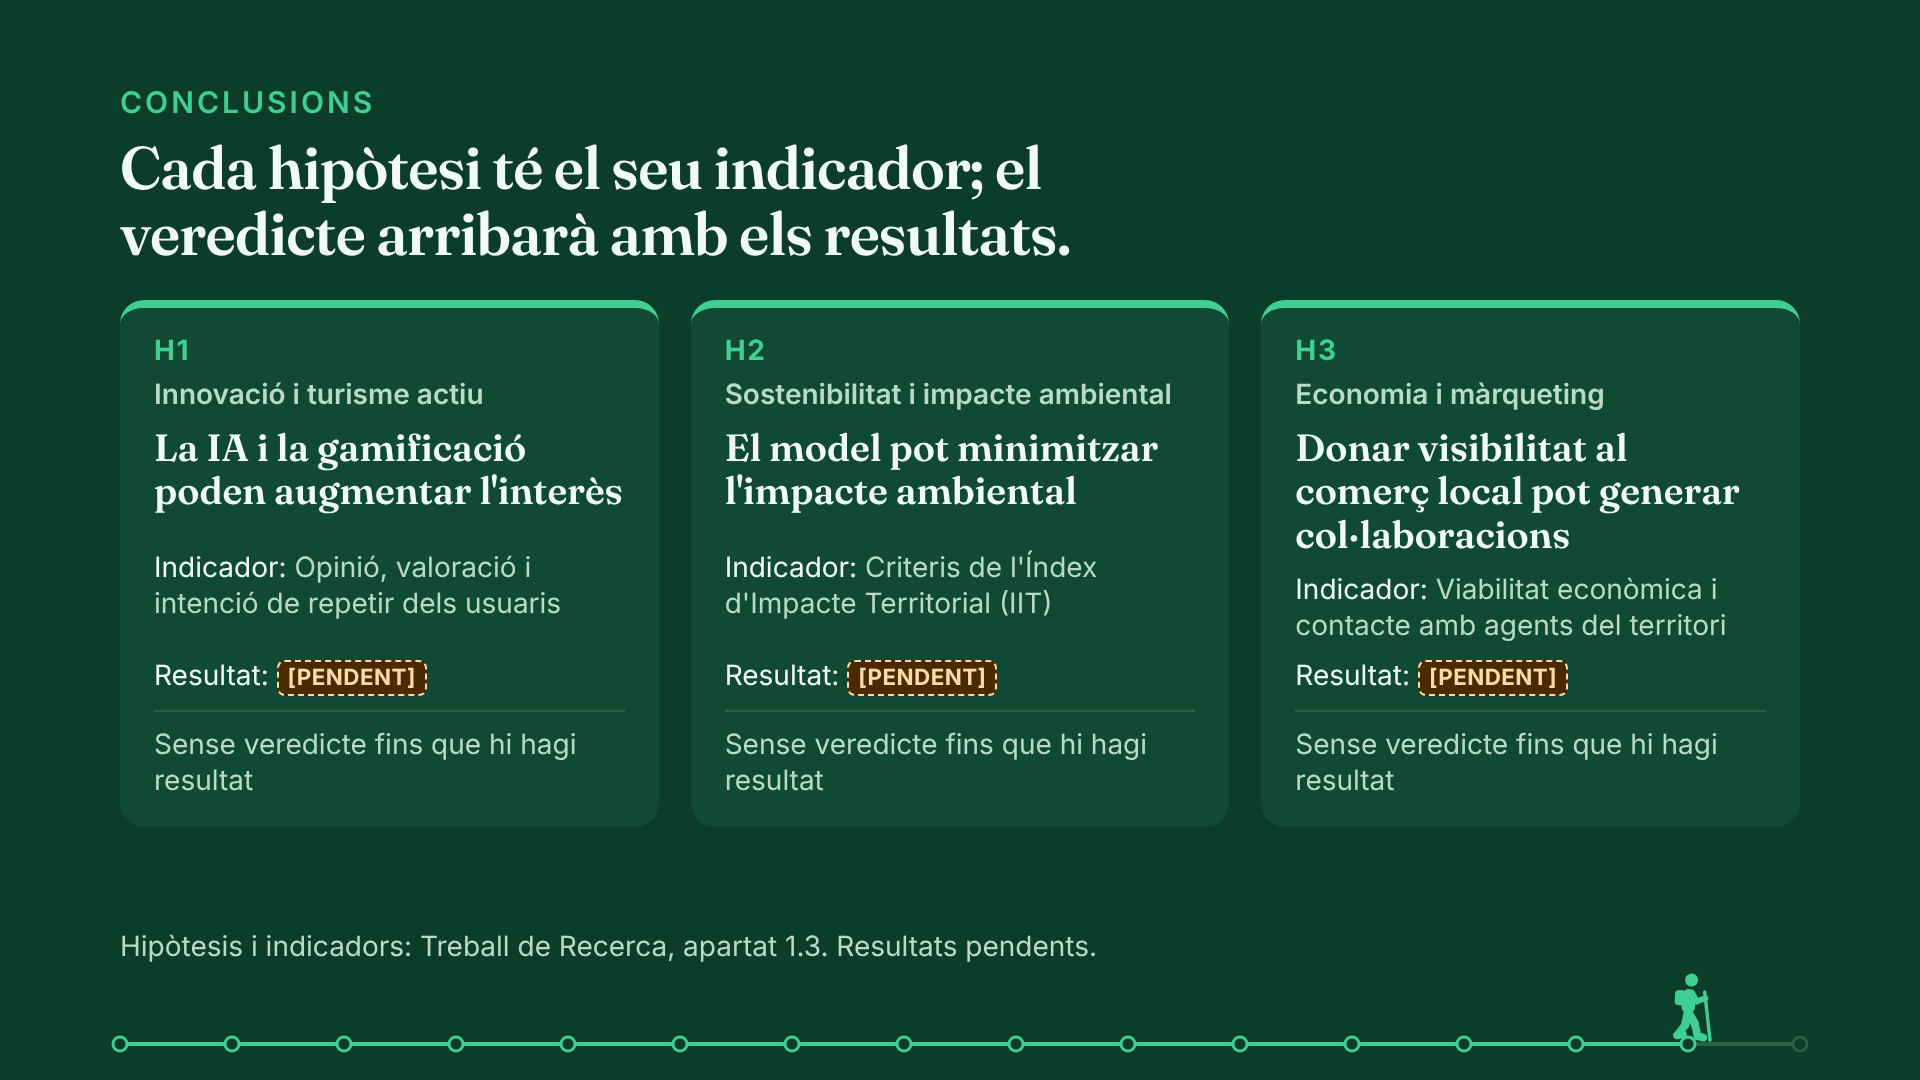 CONCLUSIONS
Cada hipòtesi té el seu indicador; el
veredicte arribarà amb els resultats.
H1
Innovació i turisme actiu
La IA i la gamificació
poden augmentar l'interès
Indicador: Opinió, valoració i
intenció de repetir dels usuaris
Resultat: [PENDENT]
Sense veredicte fins que hi hagi
resultat
H2
Sostenibilitat i impacte ambiental
El model pot minimitzar
l'impacte ambiental
Indicador: Criteris de l'Índex
d'Impacte Territorial (IIT)
Resultat: [PENDENT]
Sense veredicte fins que hi hagi
resultat
H3
Economia i màrqueting
Donar visibilitat al
comerç local pot generar
col·laboracions
Indicador: Viabilitat econòmica i
contacte amb agents del territori
Resultat: [PENDENT]
Sense veredicte fins que hi hagi
resultat
Hipòtesis i indicadors: Treball de Recerca, apartat 1.3. Resultats pendents.